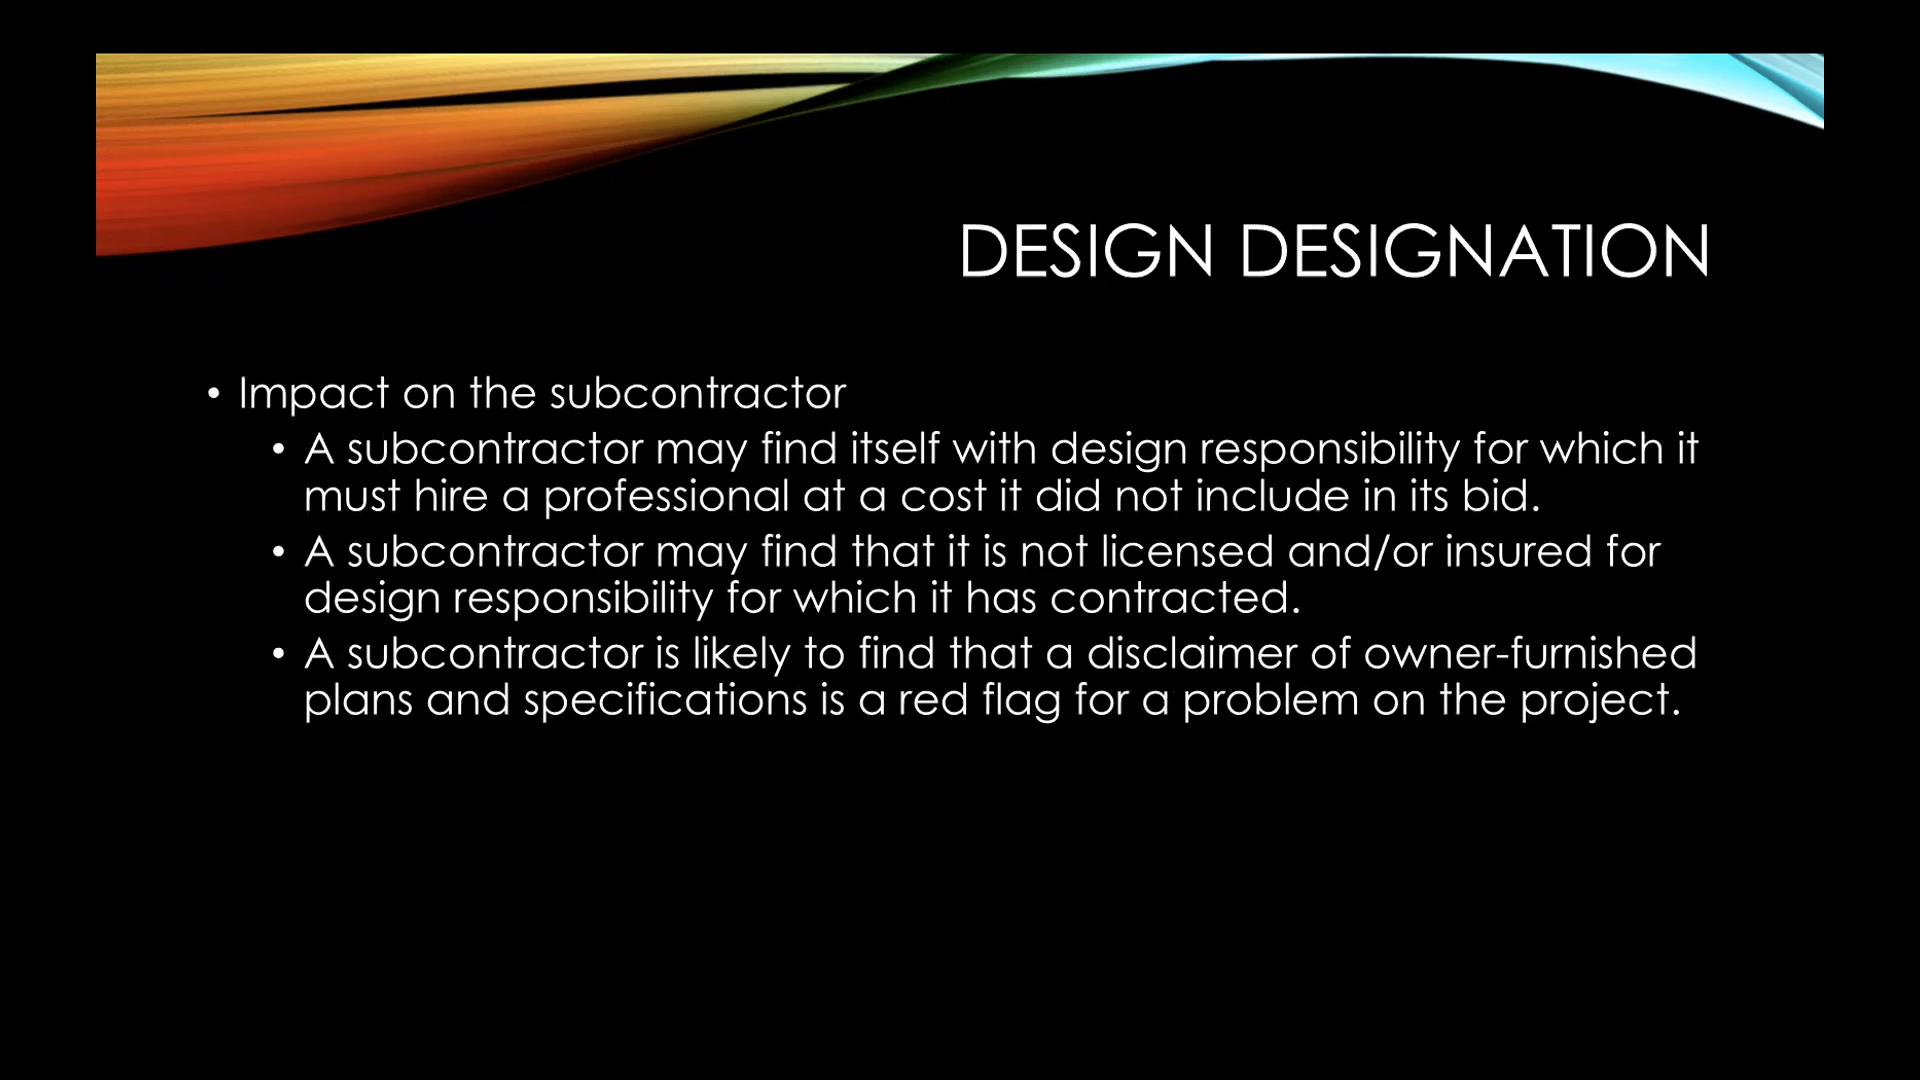 DESIGN DESIGNATION
• Impact on the subcontractor
• A subcontractor may find itself with design responsibility for which it
must hire a professional at a cost it did not include in its bid.
• A subcontractor may find that it is not licensed and/or insured for
design responsibility for which it has contracted.
• A subcontractor is likely to find that a disclaimer of owner-furnished
plans and specifications is a red flag for a problem on the project.